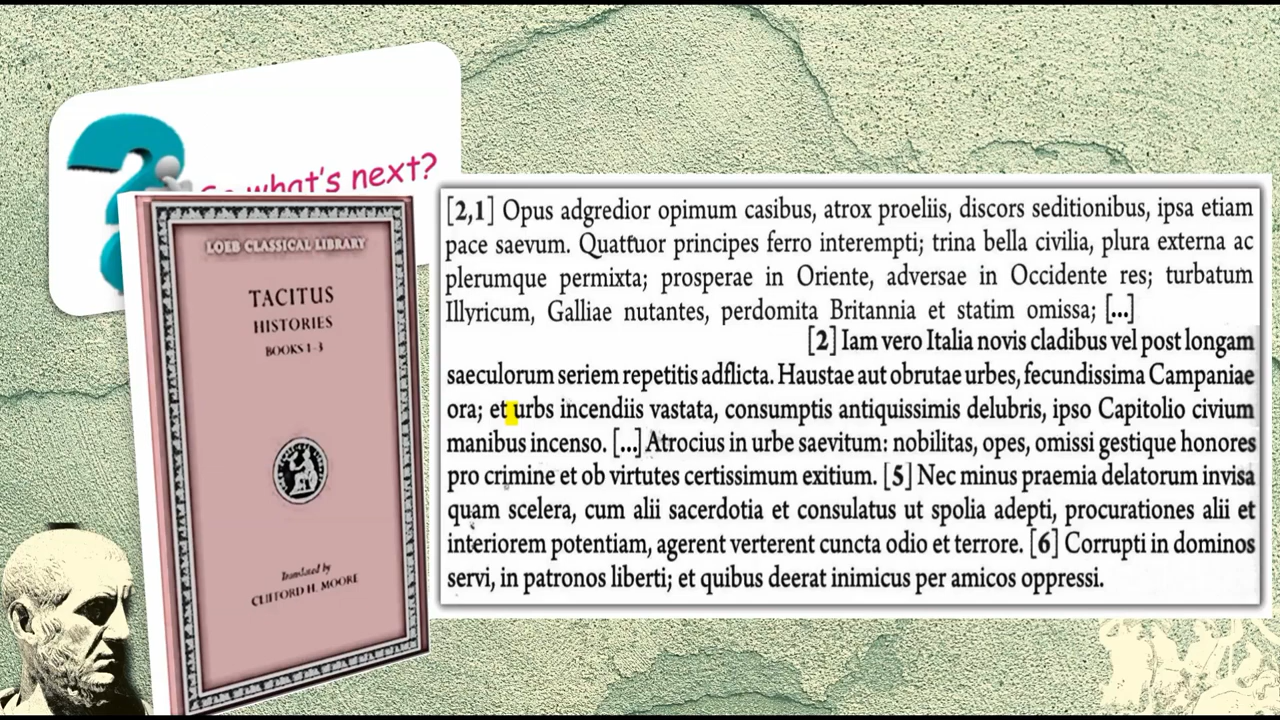 So what's next?
LOEB CLASSICAL LIBRARY
TACITUS
HISTORIES
BOOKS 1-3
Translated by
CLIFFORD H. MOORE
[2,1] Opus adgredior opimum casibus, atrox proeliis, discors seditionibus, ipsa etiam
pace saevum. Quattuor principes ferro interempti; trina bella civilia, plura externa ac
plerumque permixta; prosperae in Oriente, adversae in Occidente res; turbatum
Illyricum, Galliae nutantes, perdomita Britannia et statim omissa; [...]
[2] Iam vero Italia novis cladibus vel post longam
saeculorum seriem repetitis adflicta. Haustae aut obrutae urbes, fecundissima Campaniae
ora; et urbs incendiis vastata, consumptis antiquissimis delubris, ipso Capitolio civium
manibus incenso. [...] Atrocius in urbe saevitum: nobilitas, opes, omissi gestique honores
pro crimine et ob virtutes certissimum exitium. [5] Nec minus praemia delatorum invisa
quam scelera, cum alii sacerdotia et consulatus ut spolia adepti, procurationes alii et
interiorem potentiam, agerent verterent cuncta odio et terrore. [6] Corrupti in dominos
servi, in patronos liberti; et quibus deerat inimicus per amicos oppressi.